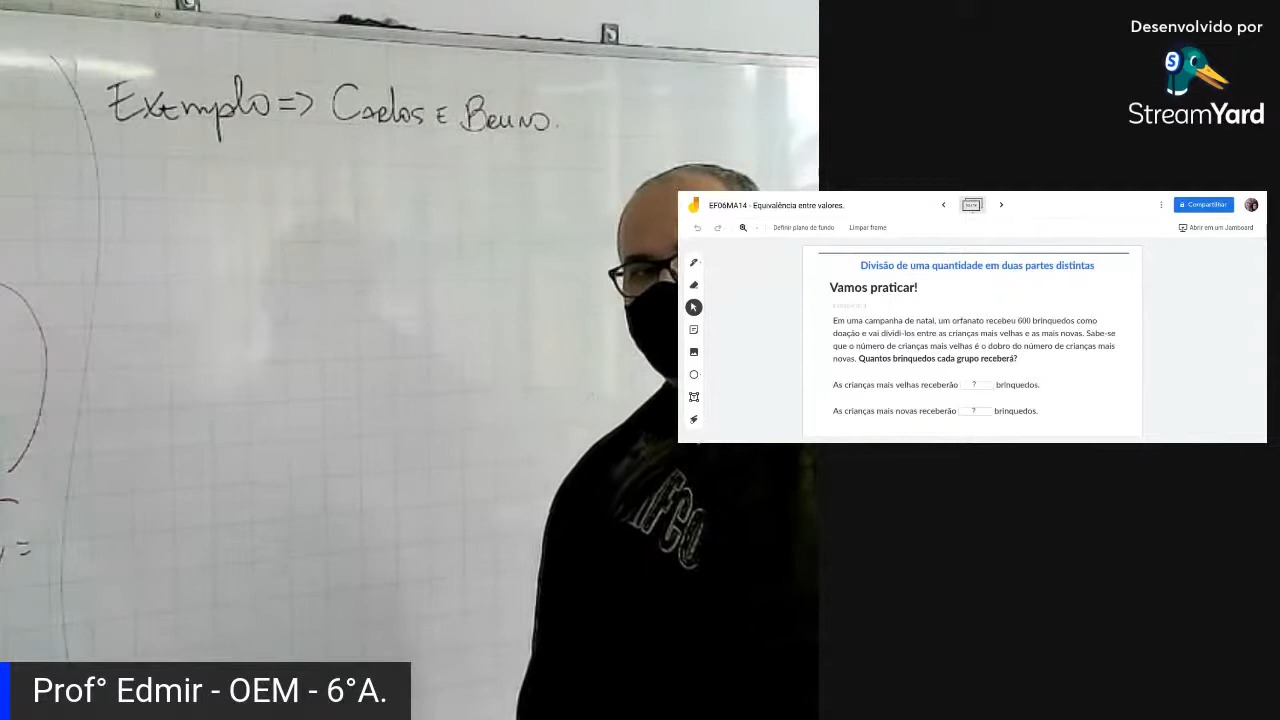 Exemplo => Carlos E Bruno.
Desenvolvido por
StreamYard
EF06MA14 - Equivalência entre valores.
Compartilhar
Definir plano de fundo
Limpar frame
Abrir em um Jamboard
Divisão de uma quantidade em duas partes distintas
Vamos praticar!
Em uma campanha de natal, um orfanato recebeu 600 brinquedos como
doação e vai dividi-los entre as crianças mais velhas e as mais novas. Sabe-se
que o número de crianças mais velhas é o dobro do número de crianças mais
novas. Quantos brinquedos cada grupo receberá?
As crianças mais velhas receberão ? brinquedos.
As crianças mais novas receberão ? brinquedos.
Prof° Edmir - OEM - 6°A.